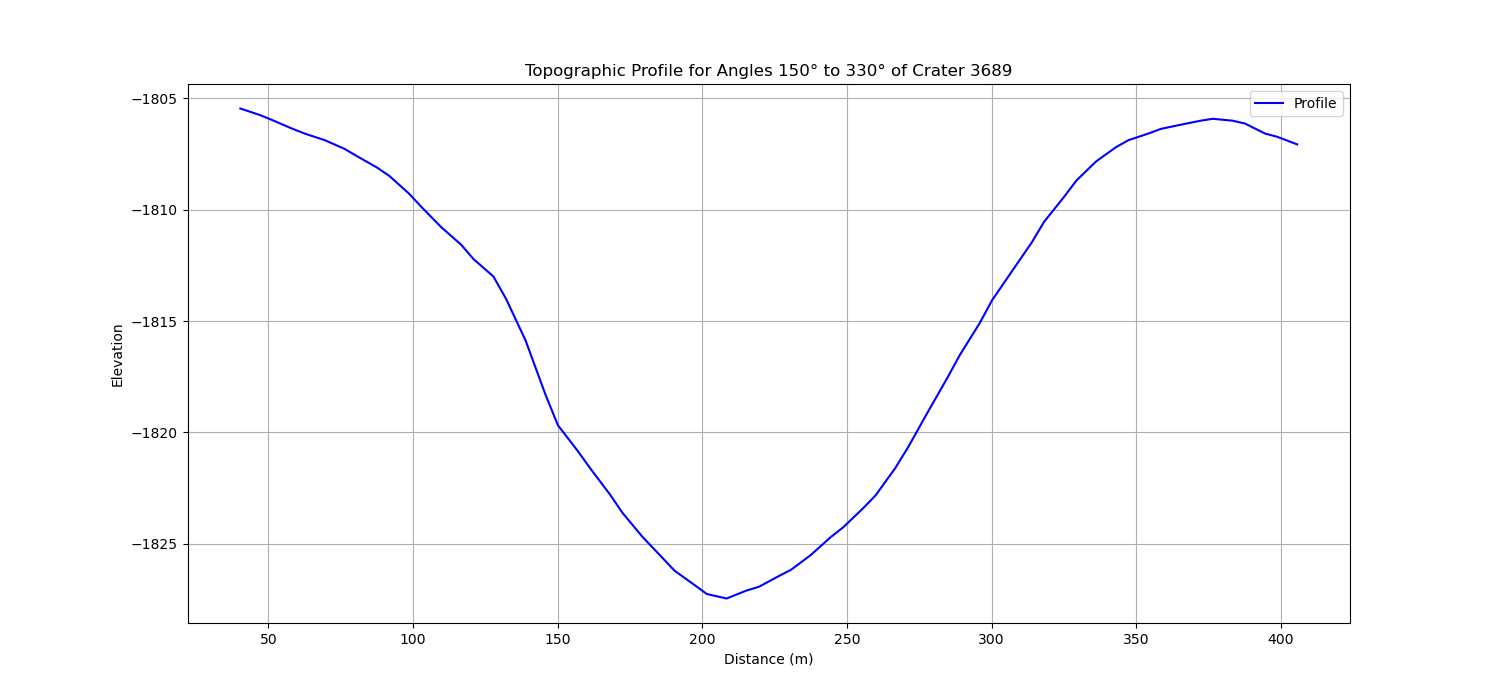 Topographic Profile for Angles 150° to 330° of Crater 3689
Profile
Elevation
−1805
−1810
−1815
−1820
−1825
50 100 150 200 250 300 350 400
Distance (m)